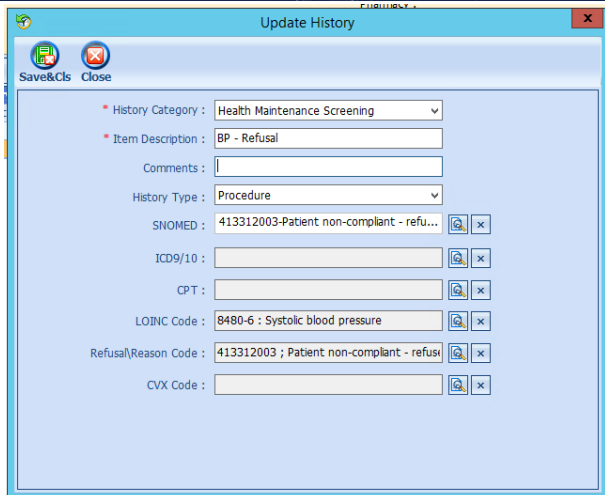 Pharmacy :
Update History
x
Save&Cls Close
* History Category : Health Maintenance Screening
* Item Description : BP - Refusal
Comments :
History Type : Procedure
SNOMED : 413312003-Patient non-compliant - refu...
ICD9/10 :
CPT :
LOINC Code : 8480-6 : Systolic blood pressure
Refusal\Reason Code : 413312003 ; Patient non-compliant - refuse
CVX Code :